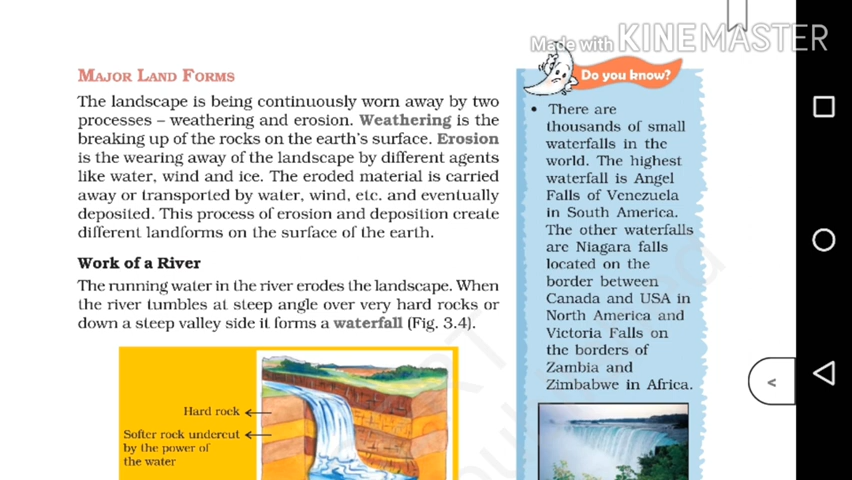 Made with KINEMASTER
MAJOR LAND FORMS
The landscape is being continuously worn away by two
processes – weathering and erosion. Weathering is the
breaking up of the rocks on the earth's surface. Erosion
is the wearing away of the landscape by different agents
like water, wind and ice. The eroded material is carried
away or transported by water, wind, etc. and eventually
deposited. This process of erosion and deposition create
different landforms on the surface of the earth.
Work of a River
The running water in the river erodes the landscape. When
the river tumbles at steep angle over very hard rocks or
down a steep valley side it forms a waterfall (Fig. 3.4).
Hard rock
Softer rock undercut
by the power of
the water
Do you know?
• There are
thousands of small
waterfalls in the
world. The highest
waterfall is Angel
Falls of Venezuela
in South America.
The other waterfalls
are Niagara falls
located on the
border between
Canada and USA in
North America and
Victoria Falls on
the borders of
Zambia and
Zimbabwe in Africa.